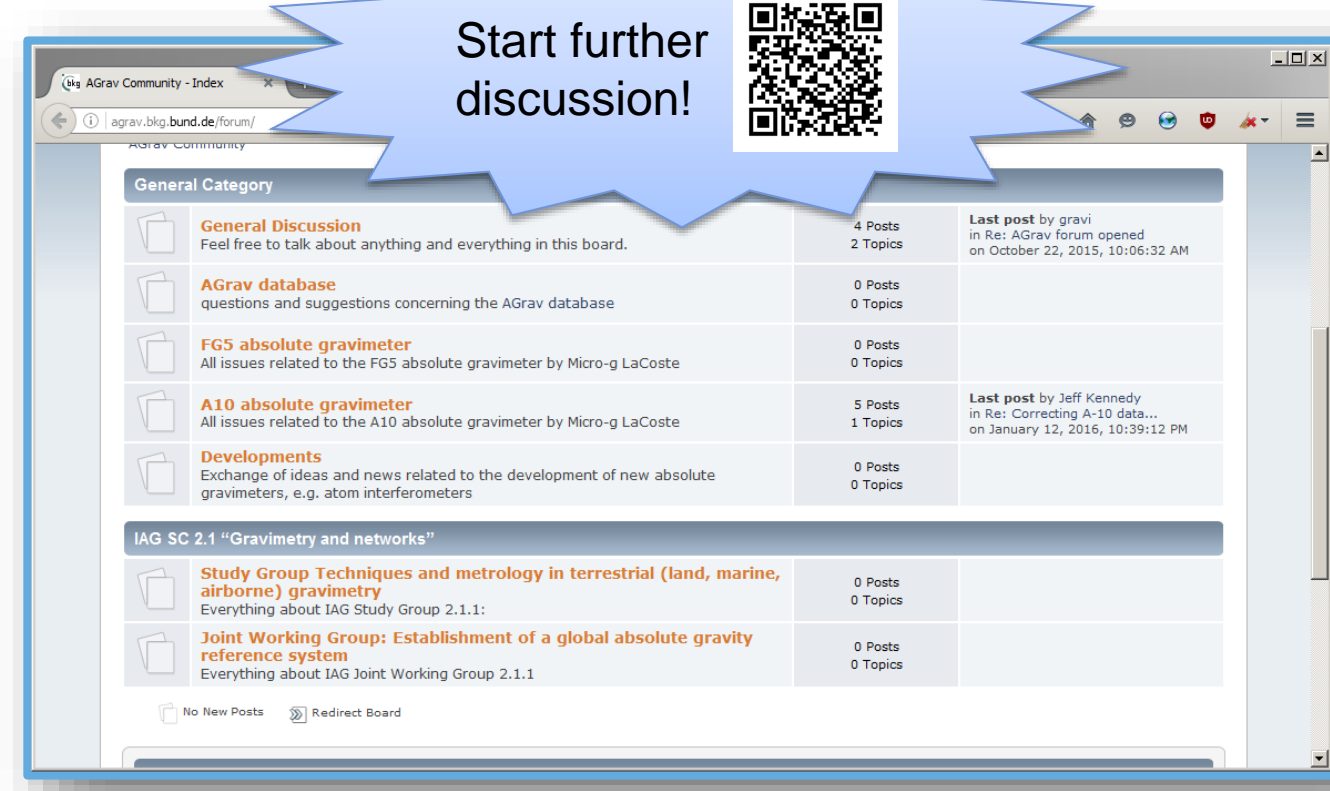 Start further
discussion!
bkg AGrav Community - Index
agrav.bkg.bund.de/forum/
AGrav Community
General Category
General Discussion
Feel free to talk about anything and everything in this board.
4 Posts
2 Topics
Last post by gravi
in Re: AGrav forum opened
on October 22, 2015, 10:06:32 AM
AGrav database
questions and suggestions concerning the AGrav database
0 Posts
0 Topics
FG5 absolute gravimeter
All issues related to the FG5 absolute gravimeter by Micro-g LaCoste
0 Posts
0 Topics
A10 absolute gravimeter
All issues related to the A10 absolute gravimeter by Micro-g LaCoste
5 Posts
1 Topics
Last post by Jeff Kennedy
in Re: Correcting A-10 data...
on January 12, 2016, 10:39:12 PM
Developments
Exchange of ideas and news related to the development of new absolute
gravimeters, e.g. atom interferometers
0 Posts
0 Topics
IAG SC 2.1 “Gravimetry and networks”
Study Group Techniques and metrology in terrestrial (land, marine,
airborne) gravimetry
Everything about IAG Study Group 2.1.1:
0 Posts
0 Topics
Joint Working Group: Establishment of a global absolute gravity
reference system
Everything about IAG Joint Working Group 2.1.1
0 Posts
0 Topics
No New Posts
Redirect Board